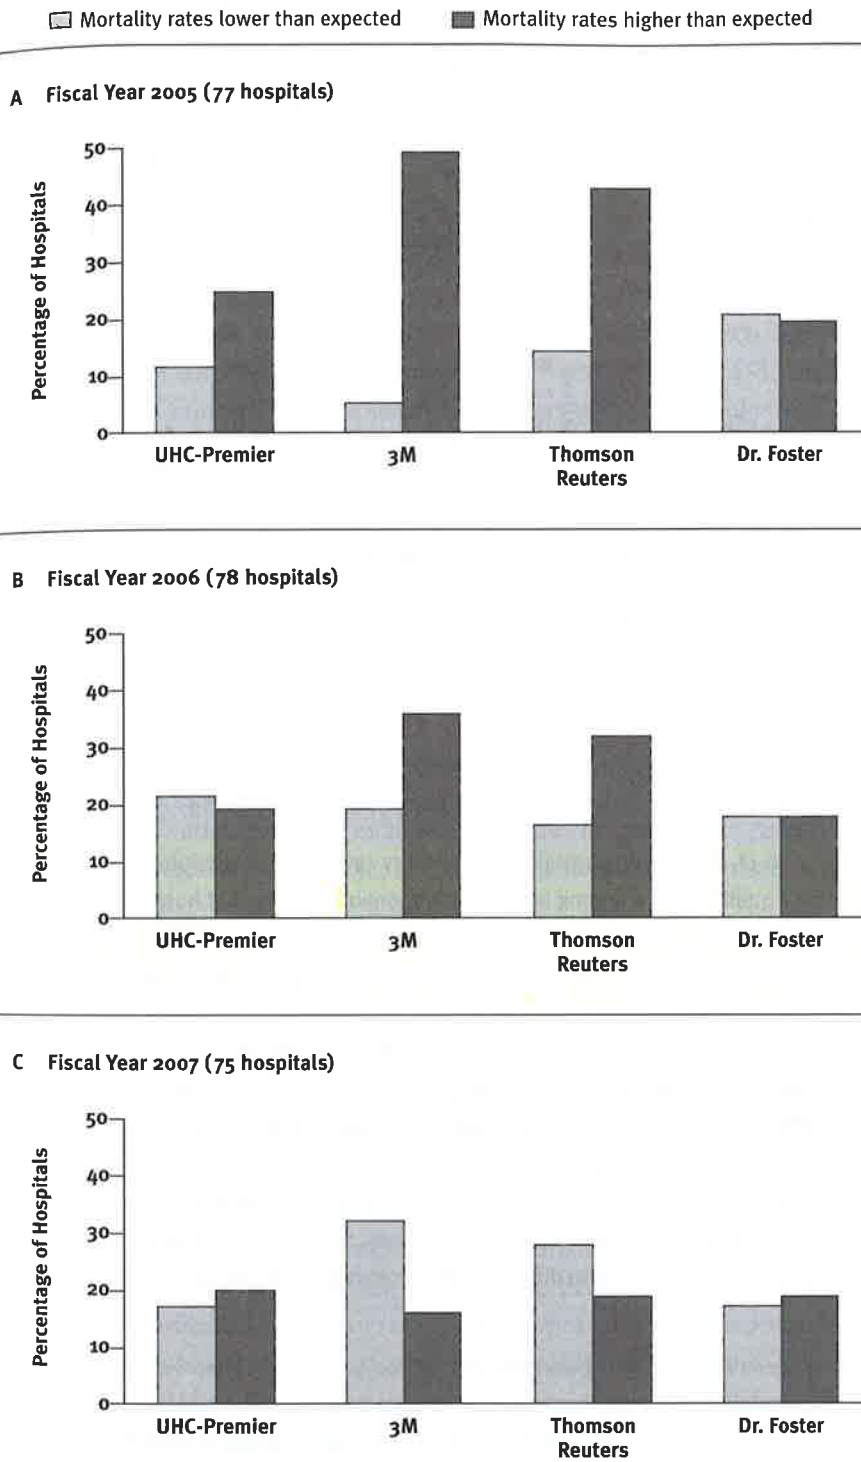 Mortality rates lower than expected Mortality rates higher than expected
A Fiscal Year 2005 (77 hospitals)
Percentage of Hospitals
50
40
30
20
10
0
UHC-Premier 3M Thomson Reuters Dr. Foster
B Fiscal Year 2006 (78 hospitals)
Percentage of Hospitals
50
40
30
20
10
0
UHC-Premier 3M Thomson Reuters Dr. Foster
C Fiscal Year 2007 (75 hospitals)
Percentage of Hospitals
50
40
30
20
10
0
UHC-Premier 3M Thomson Reuters Dr. Foster